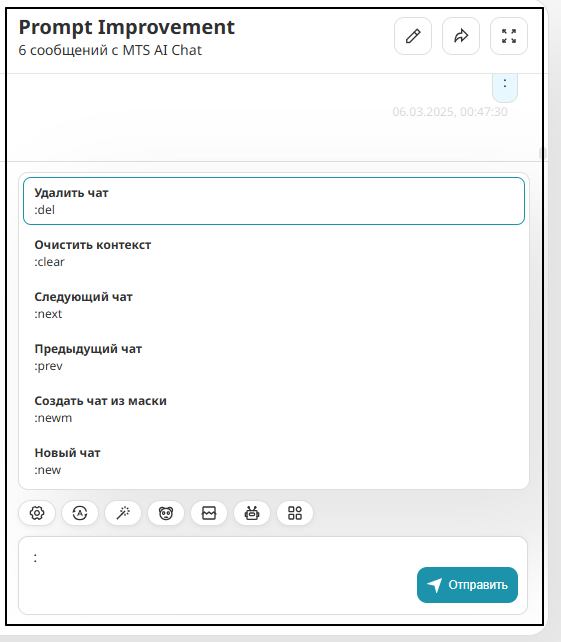 Prompt Improvement
6 сообщений с MTS AI Chat
:
06.03.2025, 00:47:30
Удалить чат
:del
Очистить контекст
:clear
Следующий чат
:next
Предыдущий чат
:prev
Создать чат из маски
:newm
Новый чат
:new
:
Отправить